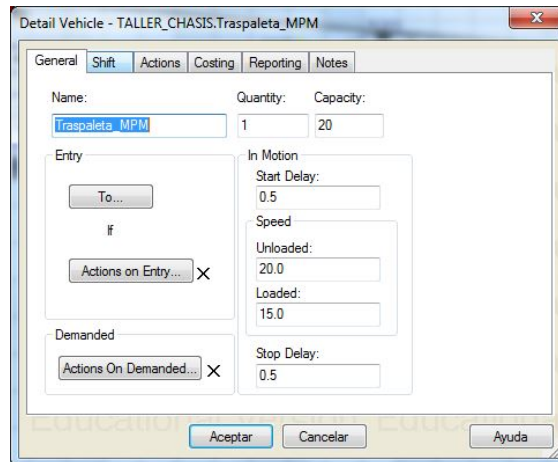 Detail Vehicle - TALLER_CHASIS.Traspaleta_MPM
General Shift Actions Costing Reporting Notes
Name: Quantity: Capacity:
Traspaleta_MPM 1 20
Entry
To...
If
Actions on Entry...
Demanded
Actions On Demanded...
In Motion
Start Delay:
0.5
Speed
Unloaded:
20.0
Loaded:
15.0
Stop Delay:
0.5
Aceptar Cancelar Ayuda